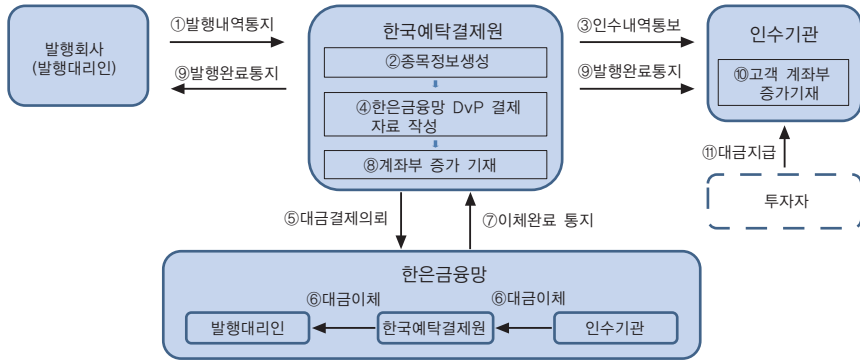 발행회사
(발행대리인)
①발행내역통지
⑨발행완료통지
한국예탁결제원
②종목정보생성
④한은금융망 DvP 결제
자료 작성
⑧계좌부 증가 기재
③인수내역통보
⑨발행완료통지
인수기관
⑩고객 계좌부
증가기재
⑪대금지급
투자자
⑤대금결제의뢰
⑦이체완료 통지
한은금융망
⑥대금이체
⑥대금이체
발행대리인
한국예탁결제원
인수기관